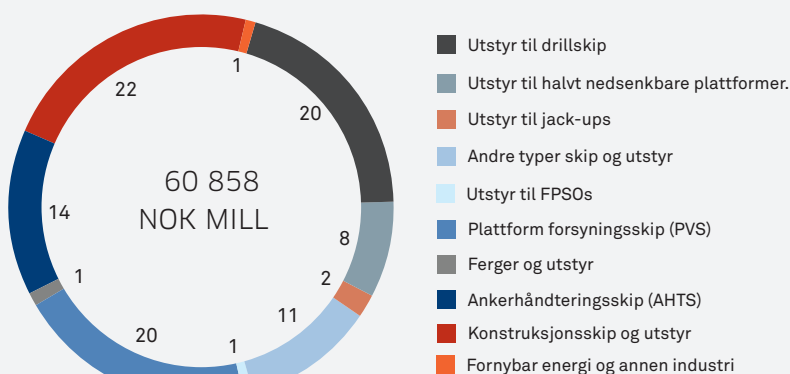 1
22
20
60 858
NOK MILL
14
8
1
2
11
20
1
Utstyr til drillskip
Utstyr til halvt nedsenkbare plattformer.
Utstyr til jack-ups
Andre typer skip og utstyr
Utstyr til FPSOs
Plattform forsyningsskip (PVS)
Ferger og utstyr
Ankerhåndteringsskip (AHTS)
Konstruksjonsskip og utstyr
Fornybar energi og annen industri